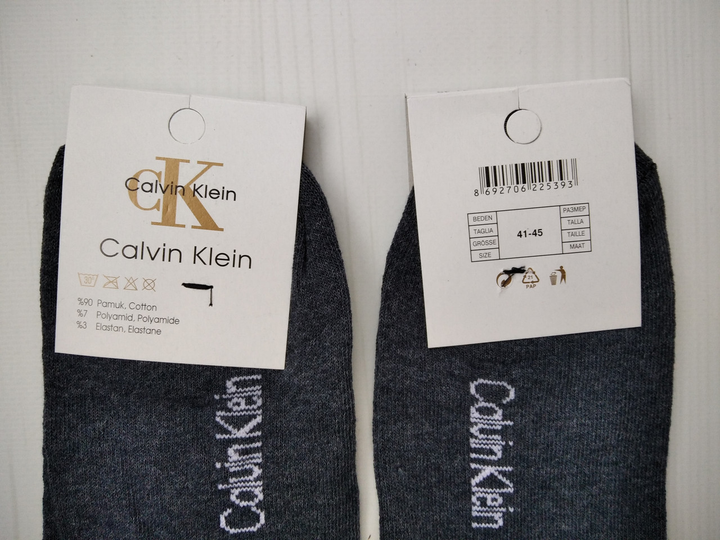 cK
Calvin Klein
Calvin Klein
%90 Pamuk, Cotton
%7 Polyamid, Polyamide
%3 Elastan, Elastane
Calvin Klein
8 692706 225393
BEDEN
TAGLIA
GRÖSSE
SIZE
41-45
РАЗМЕР
TALLA
TAILLE
MAAT
PAP
Calvin Klein